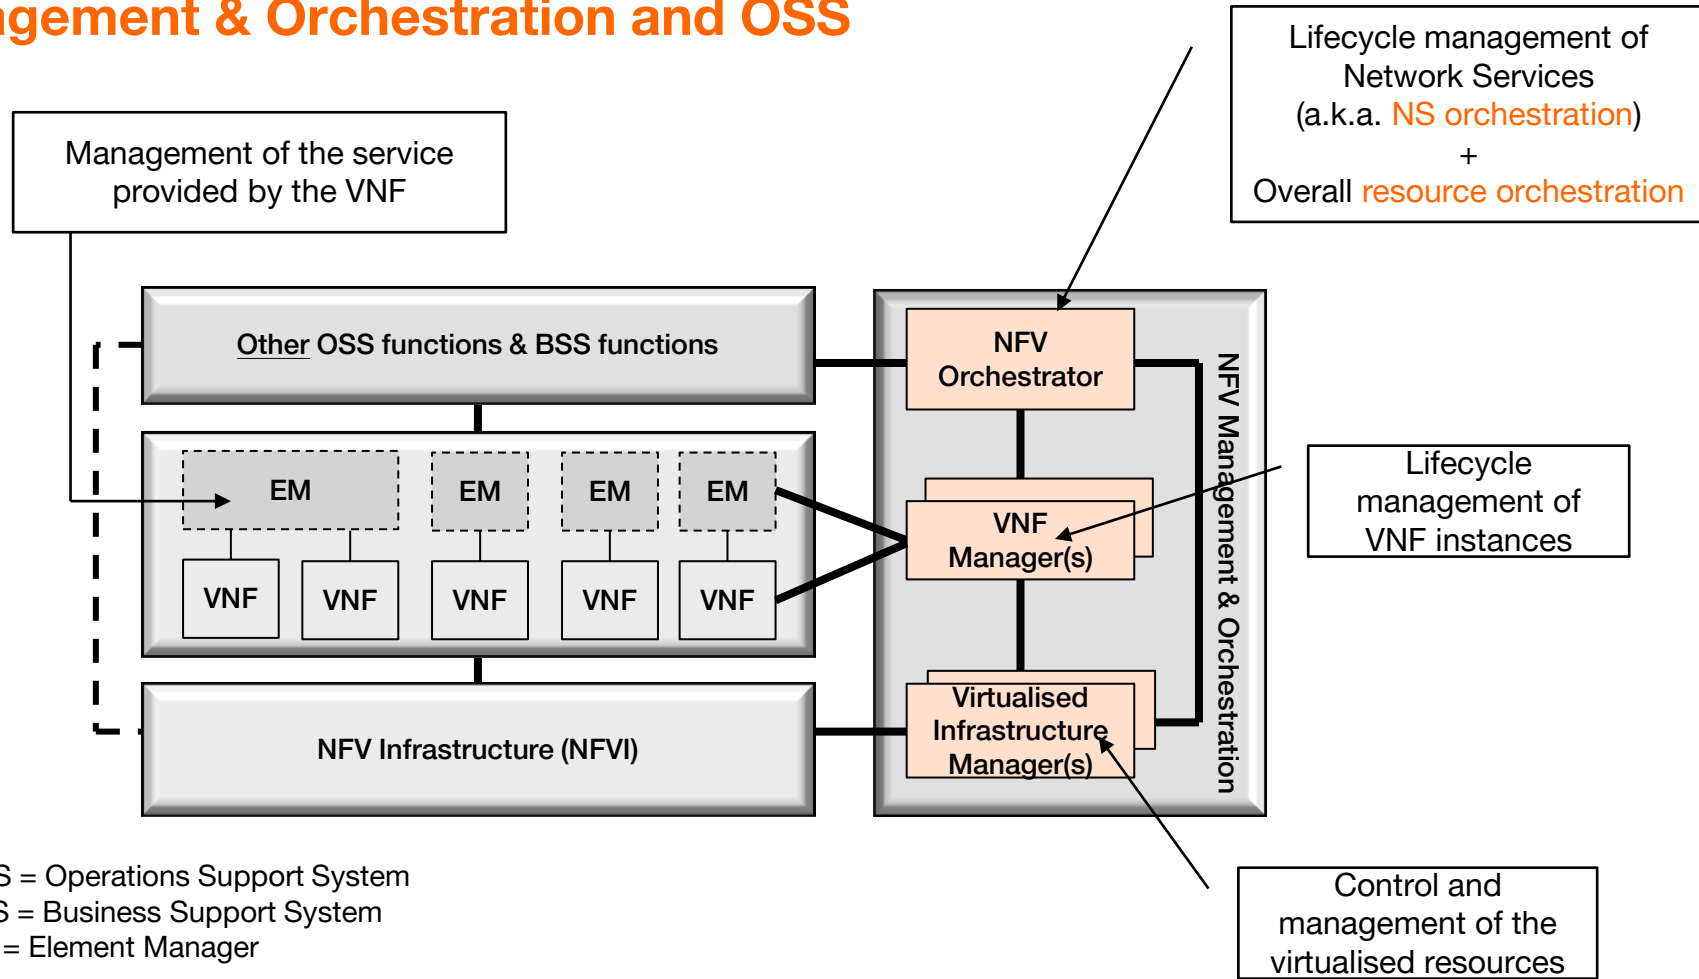 agement & Orchestration and OSS
Lifecycle management of
Network Services
(a.k.a. NS orchestration)
+
Overall resource orchestration
Management of the service
provided by the VNF
Other OSS functions & BSS functions
NFV
Orchestrator
NFV Management & Orchestration
EM
EM
EM
EM
VNF
VNF
VNF
VNF
VNF
VNF
Manager(s)
Lifecycle
management of
VNF instances
NFV Infrastructure (NFVI)
Virtualised
Infrastructure
Manager(s)
S = Operations Support System
S = Business Support System
= Element Manager
Control and
management of the
virtualised resources